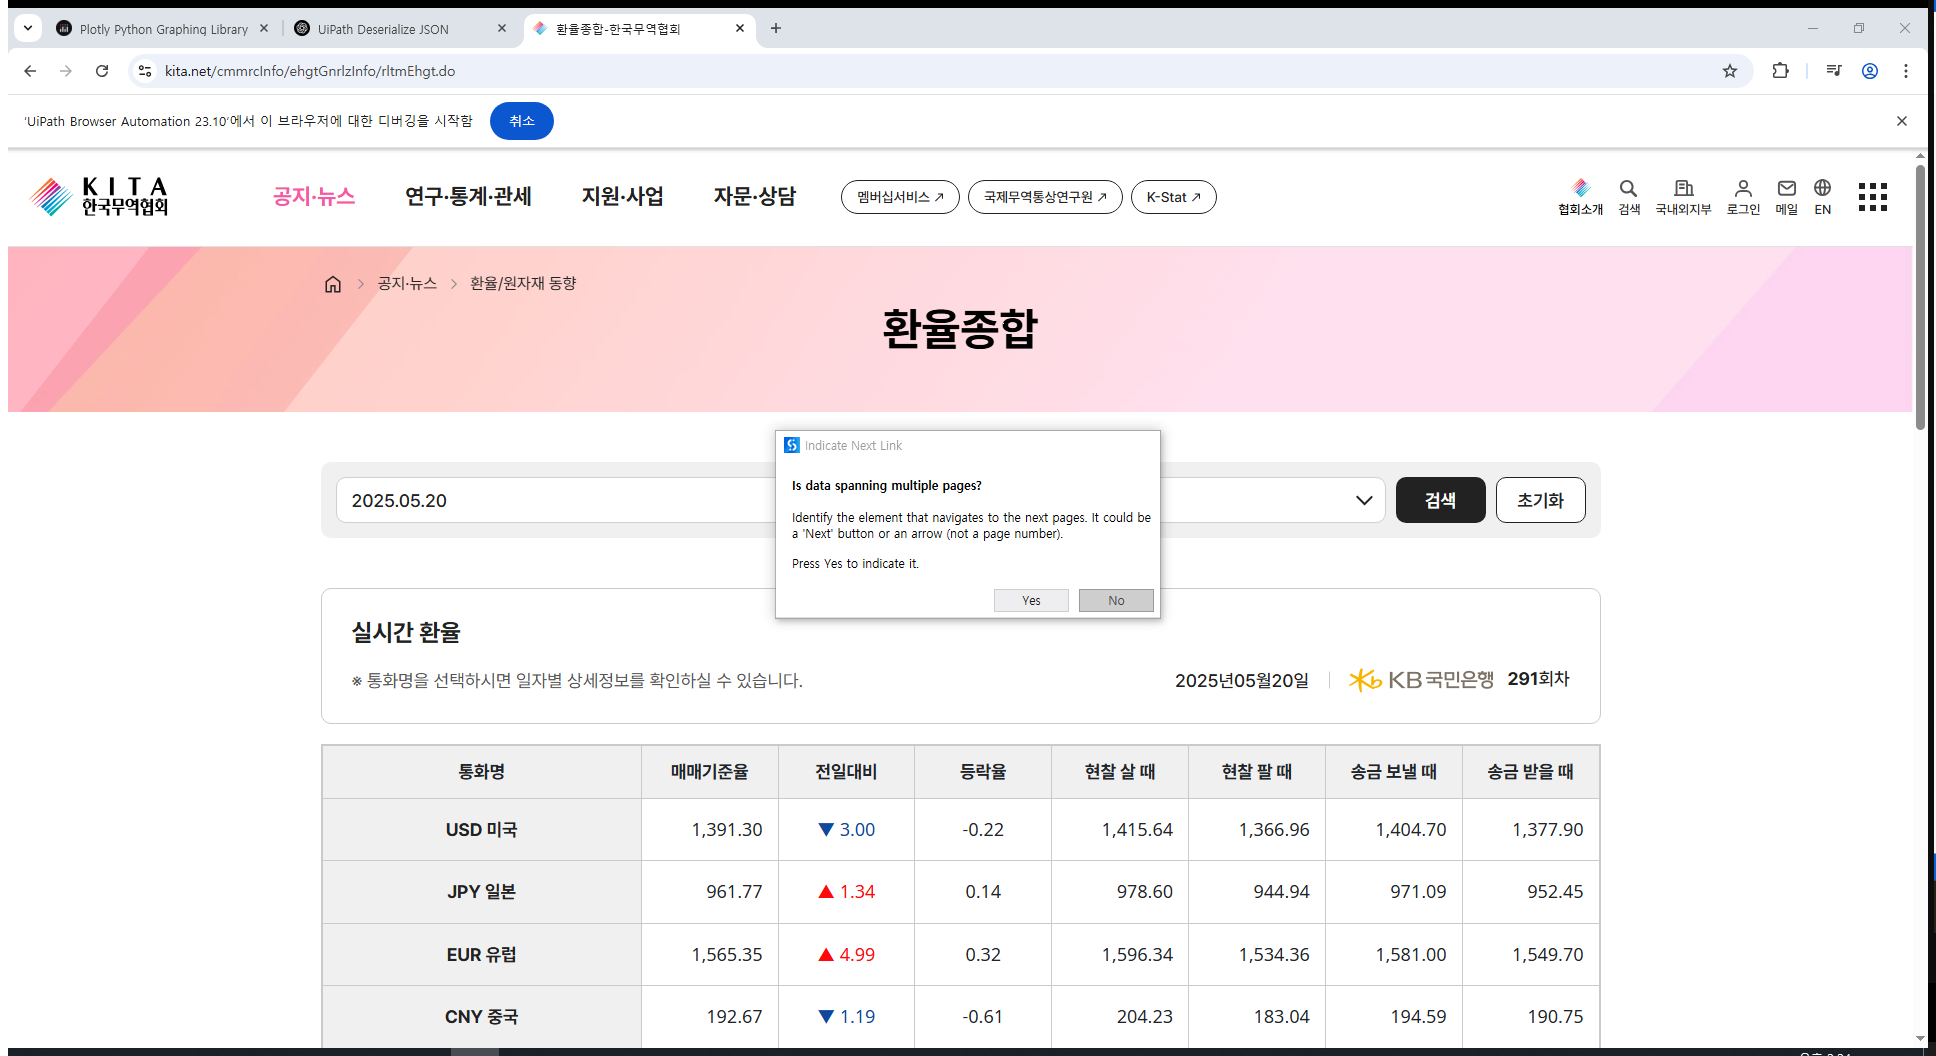 Plotly Python Graphing Library
UiPath Deserialize JSON
환율종합-한국무역협회
kita.net/cmmrcInfo/ehgtGnrlzInfo/rltmEhgt.do
'UiPath Browser Automation 23.10'에서 이 브라우저에 대한 디버깅을 시작함
취소
KITA
한국무역협회
공지·뉴스
연구·통계·관세
지원·사업
자문·상담
멤버십서비스
국제무역통상연구원
K-Stat
협회소개
검색
국내외지부
로그인
메일
EN
공지·뉴스
환율/원자재 동향
환율종합
Indicate Next Link
Is data spanning multiple pages?
Identify the element that navigates to the next pages. It could be
a 'Next' button or an arrow (not a page number).
Press Yes to indicate it.
Yes
No
2025.05.20
검색
초기화
실시간 환율
※ 통화명을 선택하시면 일자별 상세정보를 확인하실 수 있습니다.
2025년05월20일
KB국민은행
291회차
통화명 매매기준율 전일대비 등락율 현찰 살 때 현찰 팔 때 송금 보낼 때 송금 받을 때
USD 미국 1,391.30 ▼ 3.00 -0.22 1,415.64 1,366.96 1,404.70 1,377.90
JPY 일본 961.77 ▲ 1.34 0.14 978.60 944.94 971.09 952.45
EUR 유럽 1,565.35 ▲ 4.99 0.32 1,596.34 1,534.36 1,581.00 1,549.70
CNY 중국 192.67 ▼ 1.19 -0.61 204.23 183.04 194.59 190.75